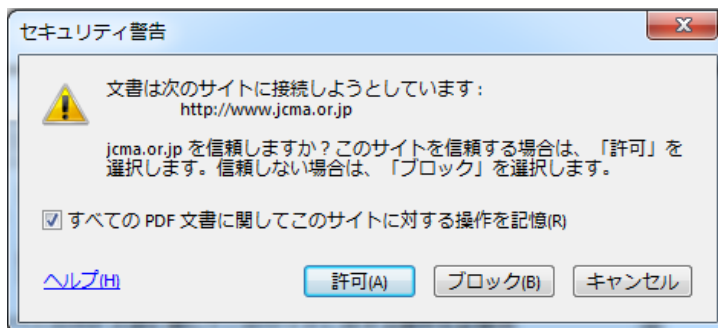 セキュリティ警告
文書は次のサイトに接続しようとしています:
http://www.jcma.or.jp
jcma.or.jp を信頼しますか？このサイトを信頼する場合は、「許可」を
選択します。信頼しない場合は、「ブロック」を選択します。
すべての PDF 文書に関してこのサイトに対する操作を記憶(R)
ヘルプ(H) 許可(A) ブロック(B) キャンセル